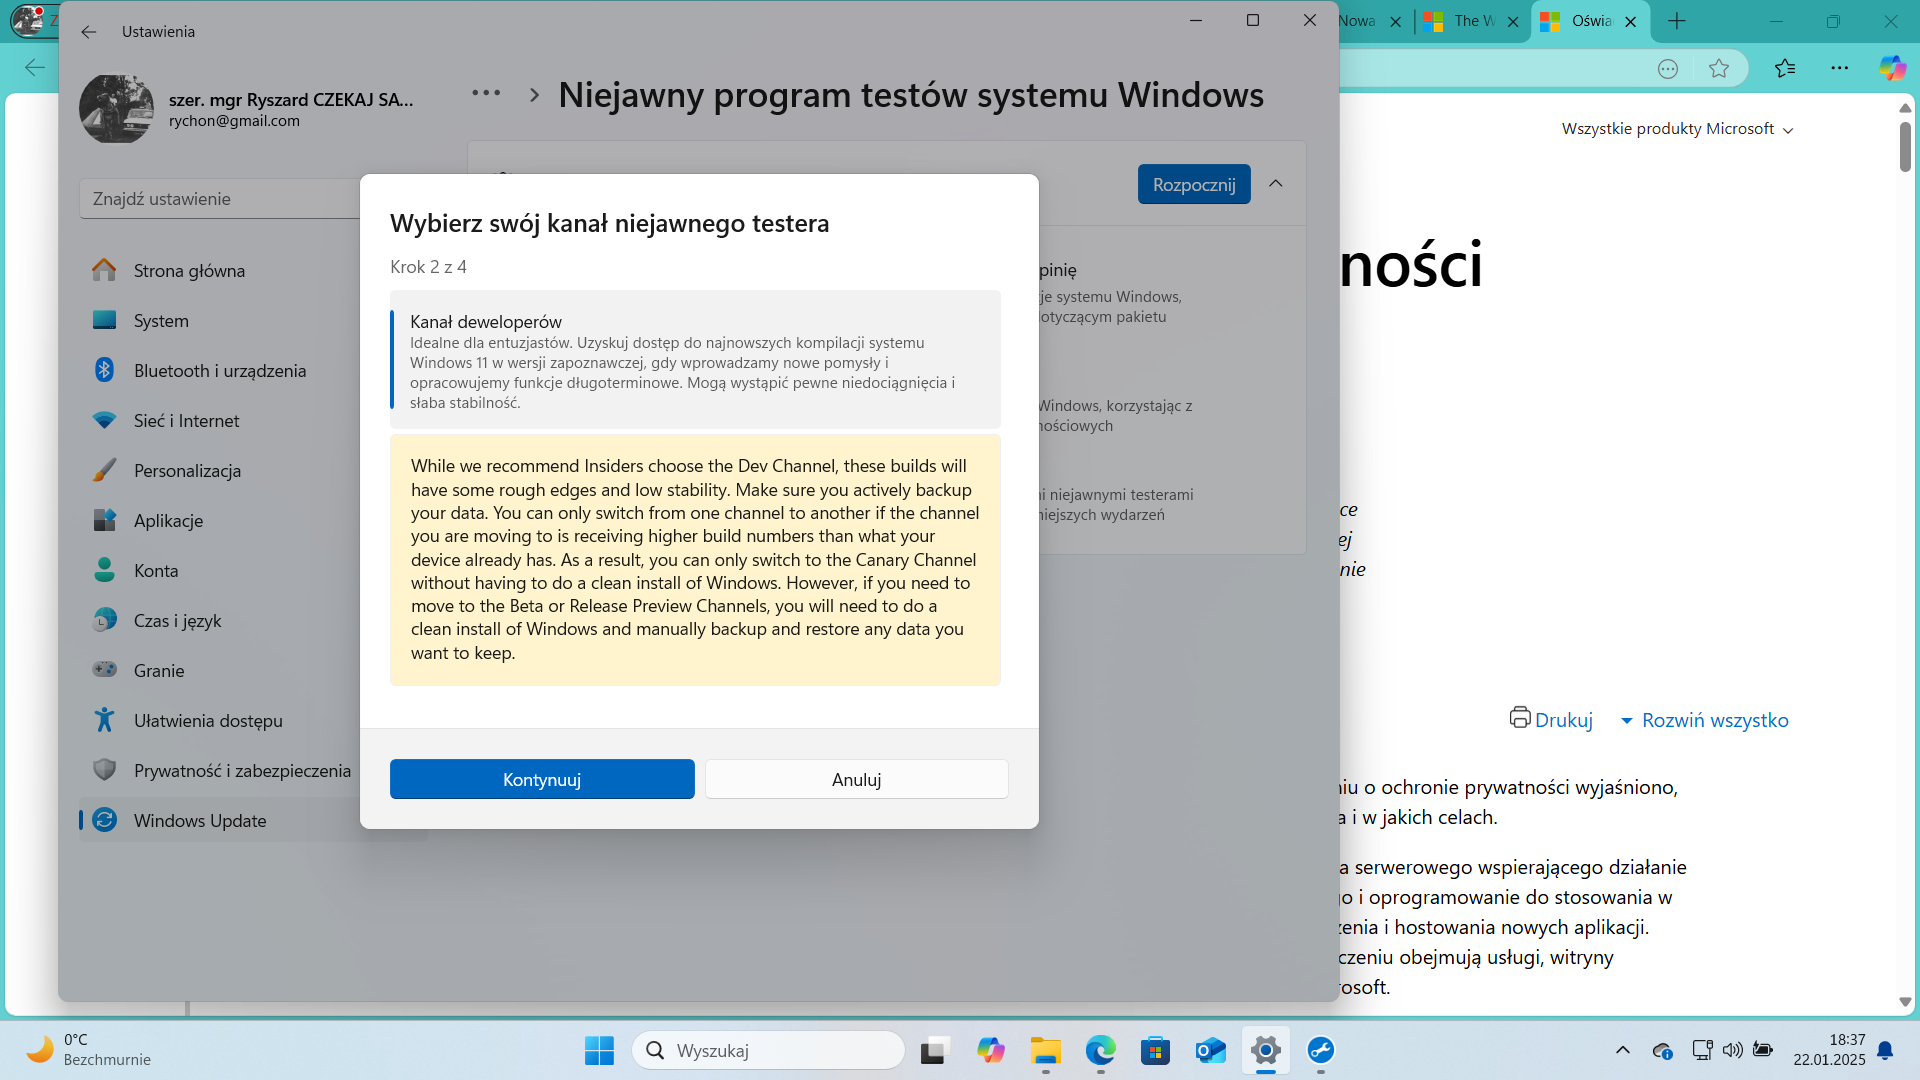 Ustawienia
Nowa
The W
Oświa
szer. mgr Ryszard CZEKAJ SA...
rychon@gmail.com
Niejawny program testów systemu Windows
Wszystkie produkty Microsoft
Rozpocznij
Znajdź ustawienie
Wybierz swój kanał niejawnego testera
Krok 2 z 4
Kanał deweloperów
Idealne dla entuzjastów. Uzyskuj dostęp do najnowszych kompilacji systemu
Windows 11 w wersji zapoznawczej, gdy wprowadzamy nowe pomysły i
opracowujemy funkcje długoterminowe. Mogą wystąpić pewne niedociągnięcia i
słaba stabilność.
While we recommend Insiders choose the Dev Channel, these builds will
have some rough edges and low stability. Make sure you actively backup
your data. You can only switch from one channel to another if the channel
you are moving to is receiving higher build numbers than what your
device already has. As a result, you can only switch to the Canary Channel
without having to do a clean install of Windows. However, if you need to
move to the Beta or Release Preview Channels, you will need to do a
clean install of Windows and manually backup and restore any data you
want to keep.
Kontynuuj
Anuluj
Strona główna
System
Bluetooth i urządzenia
Sieć i Internet
Personalizacja
Aplikacje
Konta
Czas i język
Granie
Ułatwienia dostępu
Prywatność i zabezpieczenia
Windows Update
pinię
je systemu Windows,
otyczącym pakietu
Windows, korzystając z
nościowych
ni niejawnymi testerami
niejszych wydarzeń
ności
ce
ej
nie
Drukuj
Rozwiń wszystko
niu o ochronie prywatności wyjaśniono,
a i w jakich celach.
a serwerowego wspierającego działanie
go i oprogramowanie do stosowania w
zenia i hostowania nowych aplikacji.
czeniu obejmują usługi, witryny
rosoft.
0°C
Bezchmurnie
Wyszukaj
18:37
22.01.2025